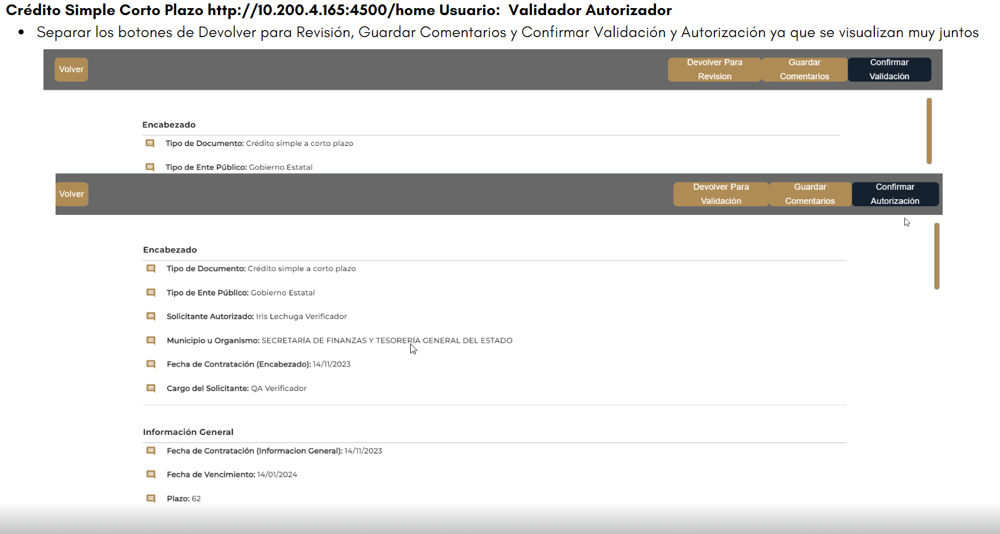 Crédito Simple Corto Plazo http://10.200.4.165:4500/home Usuario:  Validador Autorizador
• Separar los botones de Devolver para Revisión, Guardar Comentarios y Confirmar Validación y Autorización ya que se visualizan muy juntos
Volver
Devolver Para
Revision
Guardar
Comentarios
Confirmar
Validación
Encabezado
Tipo de Documento: Crédito simple a corto plazo
Tipo de Ente Público: Gobierno Estatal
Volver
Devolver Para
Validación
Guardar
Comentarios
Confirmar
Autorización
Encabezado
Tipo de Documento: Crédito simple a corto plazo
Tipo de Ente Público: Gobierno Estatal
Solicitante Autorizado: Iris Lechuga Verificador
Municipio u Organismo: SECRETARÍA DE FINANZAS Y TESORERÍA GENERAL DEL ESTADO
Fecha de Contratación (Encabezado): 14/11/2023
Cargo del Solicitante: QA Verificador
Información General
Fecha de Contratación (Informacion General): 14/11/2023
Fecha de Vencimiento: 14/01/2024
Plazo: 62